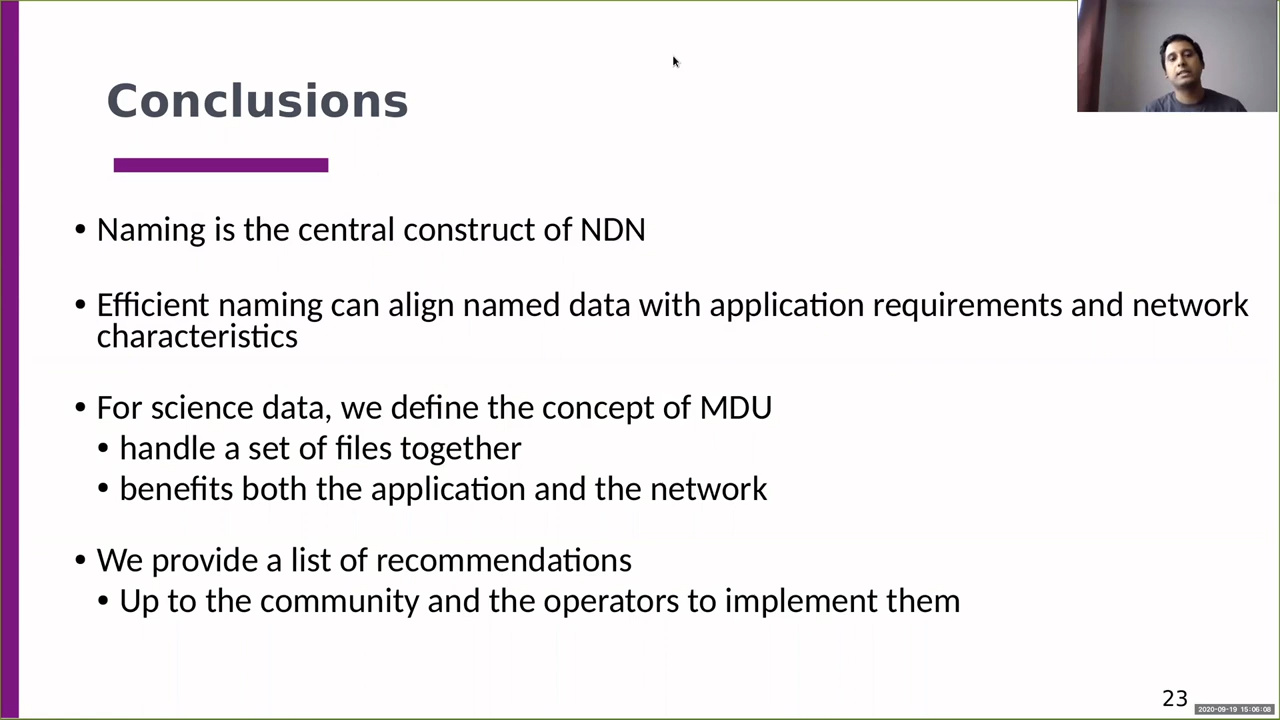 Conclusions
• Naming is the central construct of NDN
• Efficient naming can align named data with application requirements and network
characteristics
• For science data, we define the concept of MDU
• handle a set of files together
• benefits both the application and the network
• We provide a list of recommendations
• Up to the community and the operators to implement them
23
2020-09-19 15:06:08